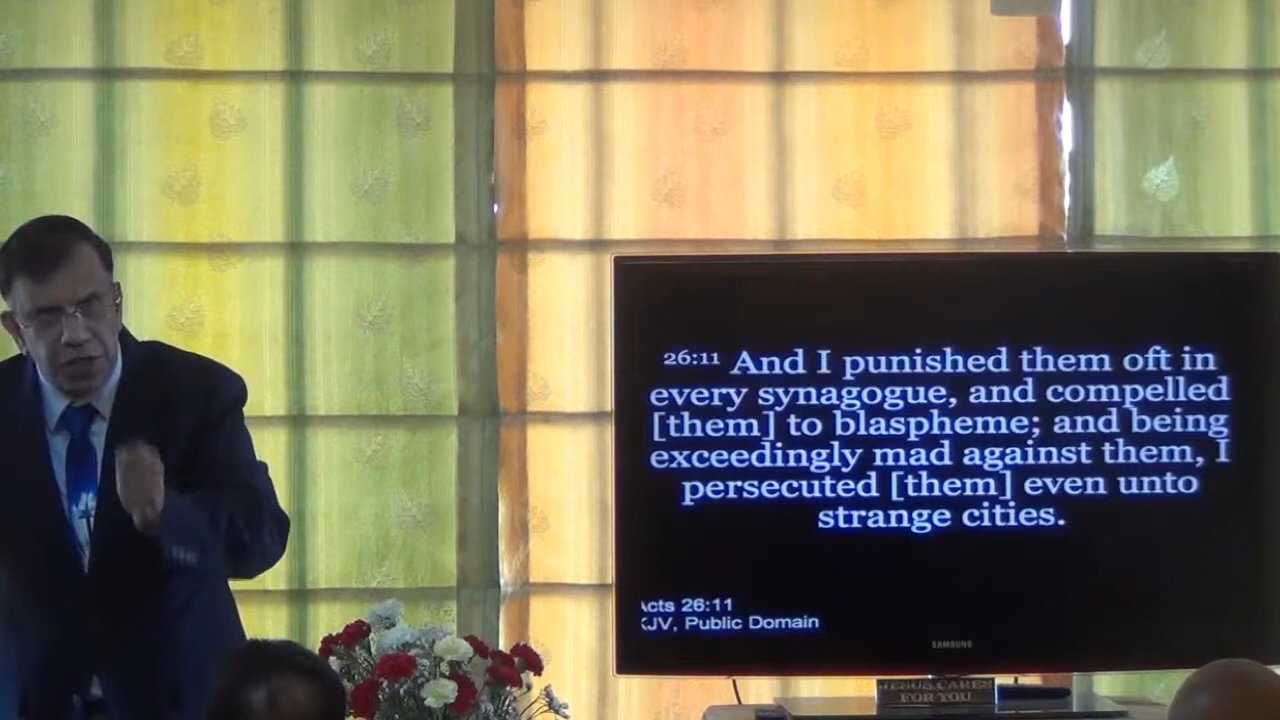 26:11 And I punished them oft in
every synagogue, and compelled
[them] to blaspheme; and being
exceedingly mad against them, I
persecuted [them] even unto
strange cities.
Acts 26:11
KJV, Public Domain
SAMSUNG
JESUS CARES
FOR YOU